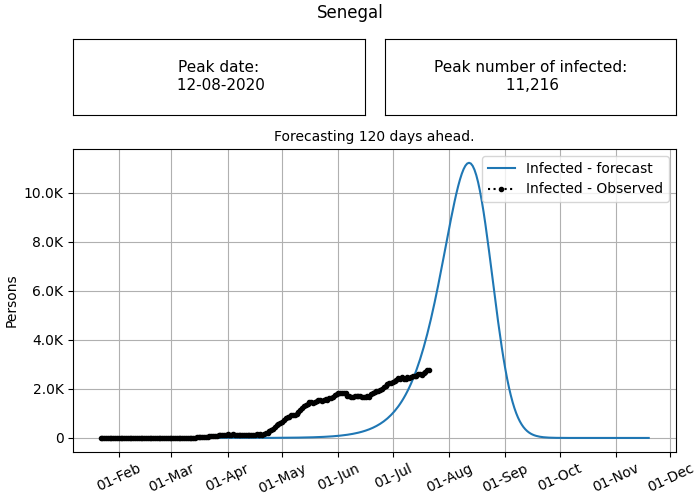 Senegal
Peak date:
12-08-2020
Peak number of infected:
11,216
Forecasting 120 days ahead.
Infected - forecast
Infected - Observed
Persons
10.0K
8.0K
6.0K
4.0K
2.0K
0
01-Feb
01-Mar
01-Apr
01-May
01-Jun
01-Jul
01-Aug
01-Sep
01-Oct
01-Nov
01-Dec